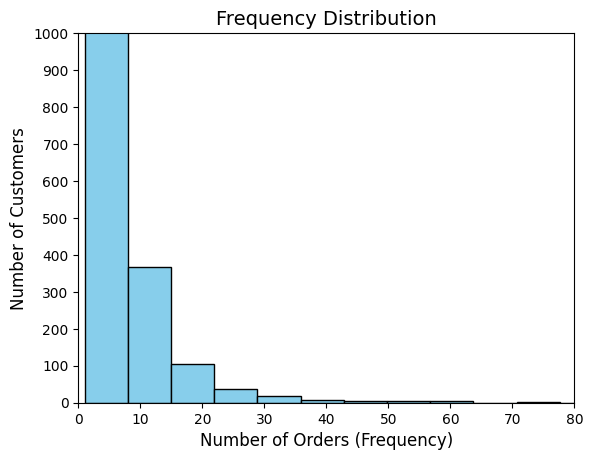 Frequency Distribution
1000
900
800
700
600
500
400
300
200
100
0
Number of Customers
0 10 20 30 40 50 60 70 80
Number of Orders (Frequency)